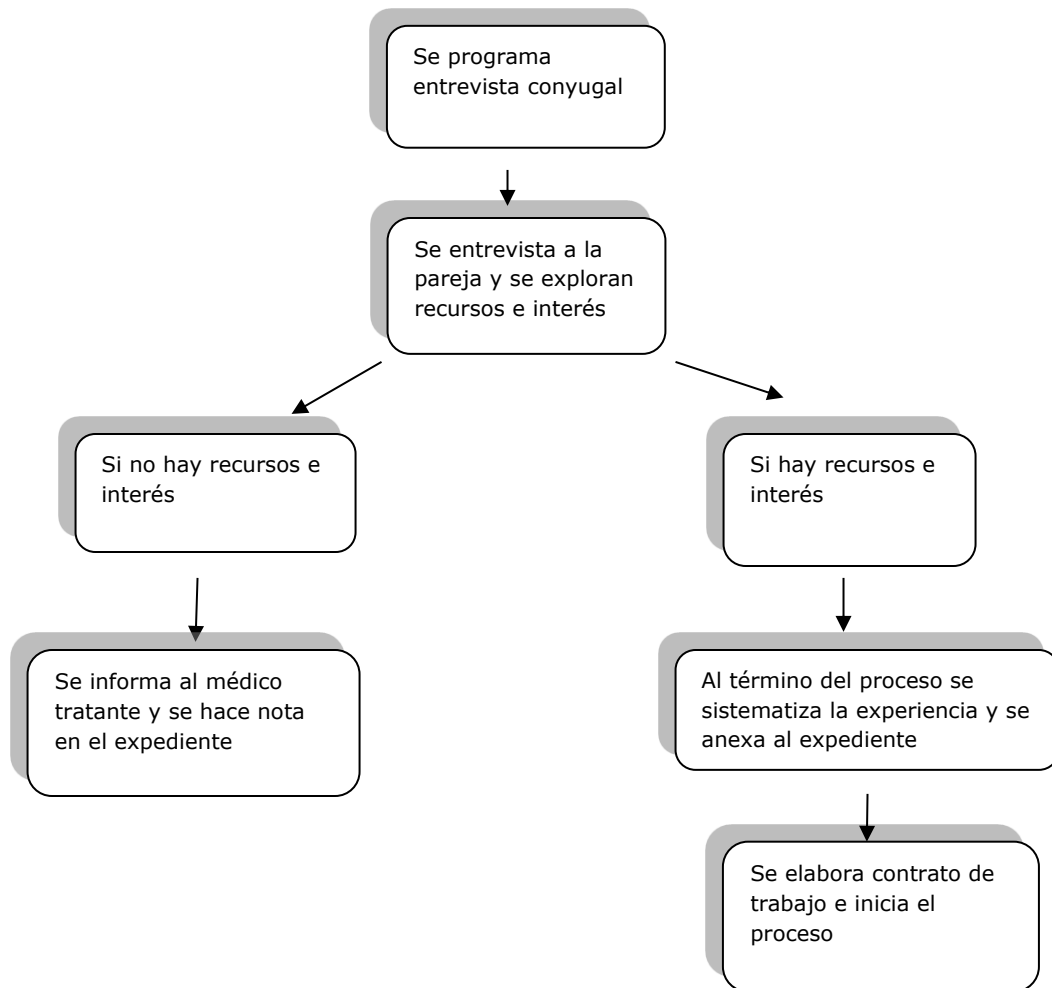 Se programa
entrevista conyugal
Se entrevista a la
pareja y se exploran
recursos e interés
Si no hay recursos e
interés
Si hay recursos e
interés
Se informa al médico
tratante y se hace nota
en el expediente
Al término del proceso se
sistematiza la experiencia y se
anexa al expediente
Se elabora contrato de
trabajo e inicia el
proceso